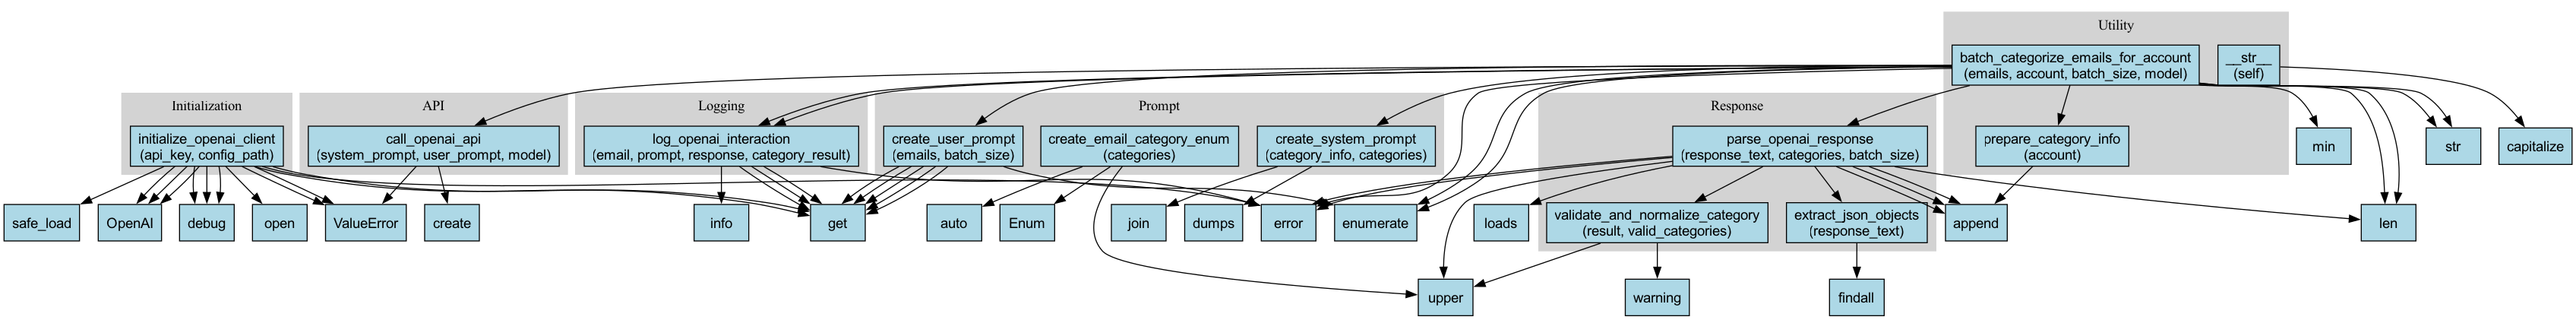 Utility
batch_categorize_emails_for_account
(emails, account, batch_size, model)
__str__
(self)
Initialization
API
Logging
Prompt
Response
initialize_openai_client
(api_key, config_path)
call_openai_api
(system_prompt, user_prompt, model)
log_openai_interaction
(email, prompt, response, category_result)
create_user_prompt
(emails, batch_size)
create_email_category_enum
(categories)
create_system_prompt
(category_info, categories)
parse_openai_response
(response_text, categories, batch_size)
prepare_category_info
(account)
min
str
capitalize
safe_load
OpenAI
debug
open
ValueError
create
info
get
auto
Enum
join
dumps
error
enumerate
loads
validate_and_normalize_category
(result, valid_categories)
extract_json_objects
(response_text)
append
len
upper
warning
findall